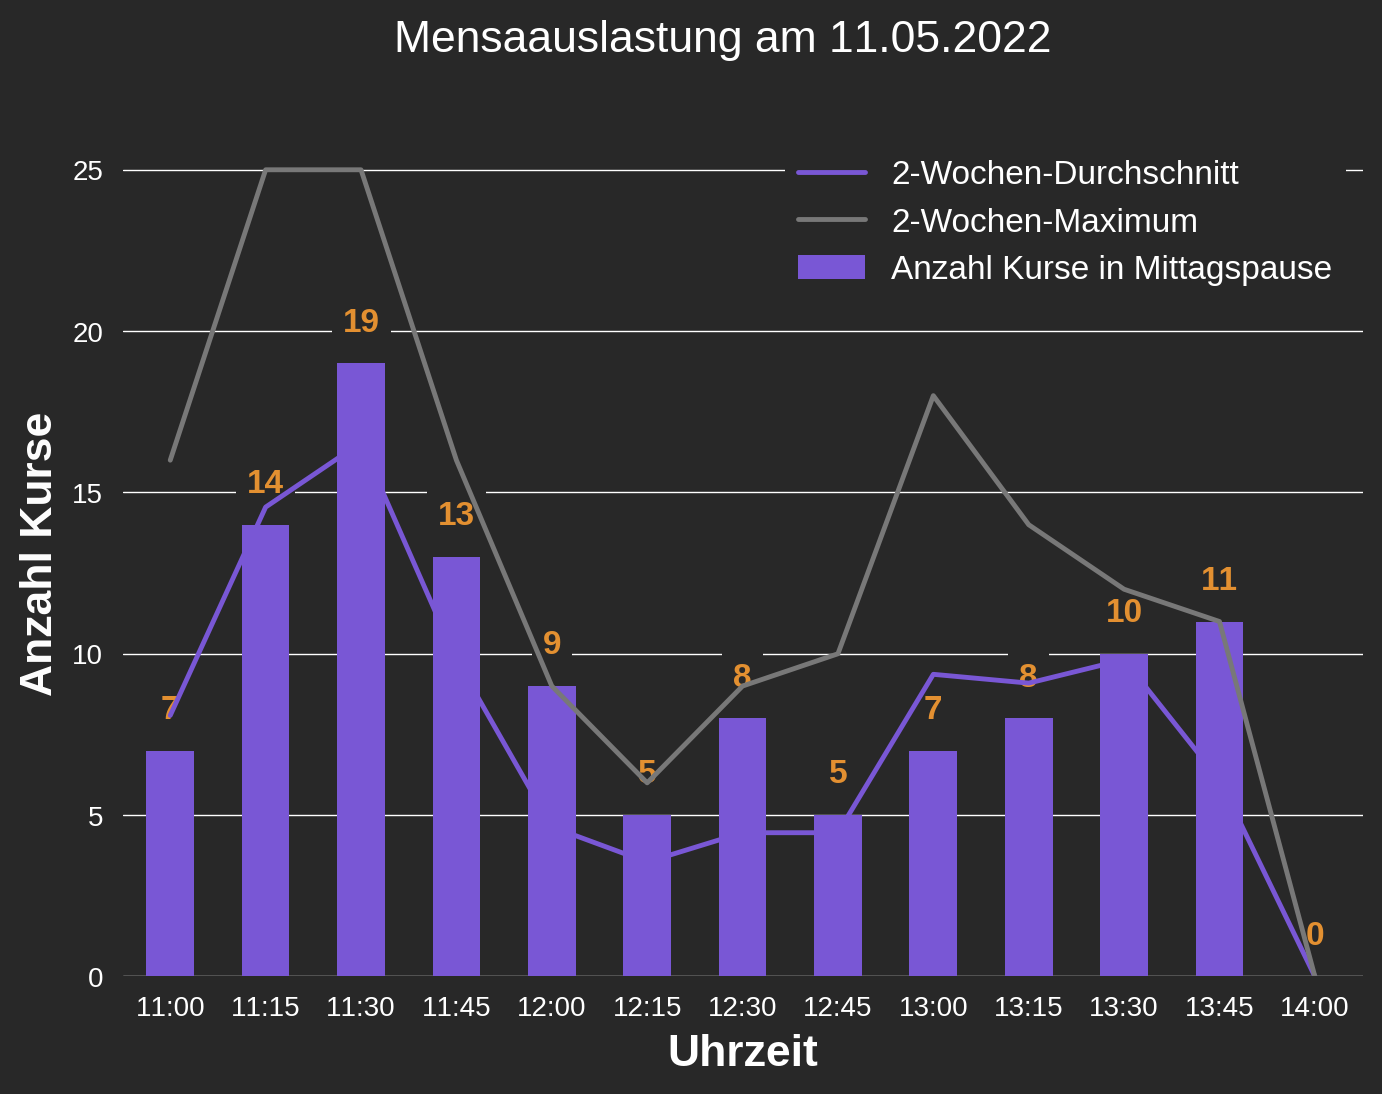 Mensaauslastung am 11.05.2022
2-Wochen-Durchschnitt
2-Wochen-Maximum
Anzahl Kurse in Mittagspause
Anzahl Kurse
25
20
15
10
5
0
7
14
19
13
9
5
8
5
7
8
10
11
0
11:00 11:15 11:30 11:45 12:00 12:15 12:30 12:45 13:00 13:15 13:30 13:45 14:00
Uhrzeit